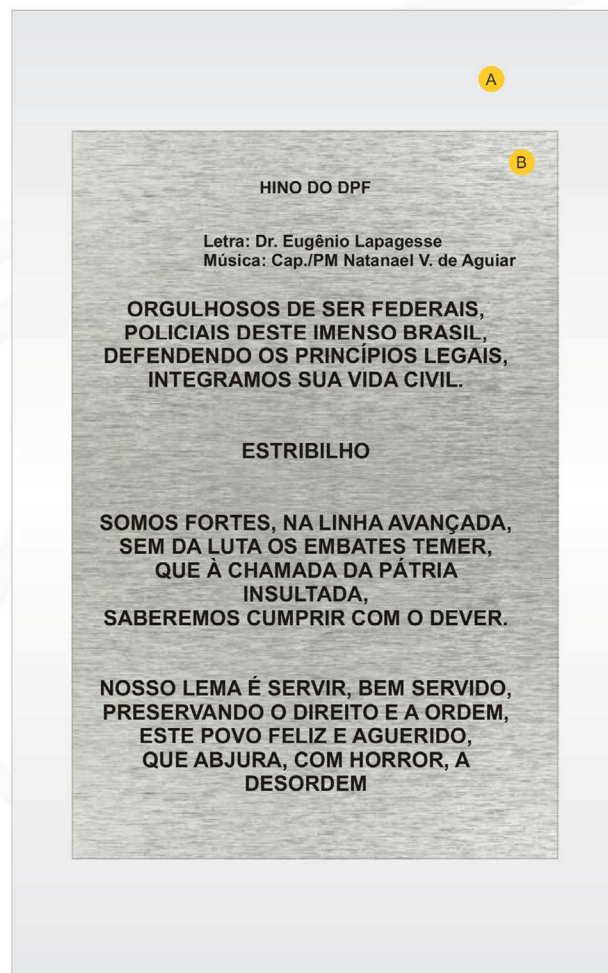 A
B
HINO DO DPF
Letra: Dr. Eugênio Lapagesse
Música: Cap./PM Natanael V. de Aguiar
ORGULHOSOS DE SER FEDERAIS,
POLICIAIS DESTE IMENSO BRASIL,
DEFENDENDO OS PRINCÍPIOS LEGAIS,
INTEGRAMOS SUA VIDA CIVIL.
ESTRIBILHO
SOMOS FORTES, NA LINHA AVANÇADA,
SEM DA LUTA OS EMBATES TEMER,
QUE À CHAMADA DA PÁTRIA
INSULTADA,
SABEREMOS CUMPRIR COM O DEVER.
NOSSO LEMA É SERVIR, BEM SERVIDO,
PRESERVANDO O DIREITO E A ORDEM,
ESTE POVO FELIZ E AGUERIDO,
QUE ABJURA, COM HORROR, A
DESORDEM